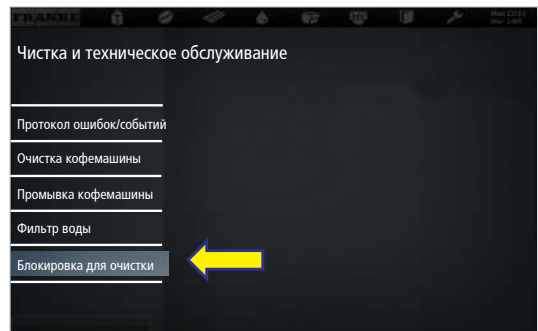 FRANKE
Чистка и техническое обслуживание
Протокол ошибок/событий
Очистка кофемашины
Промывка кофемашины
Фильтр воды
Блокировка для очистки